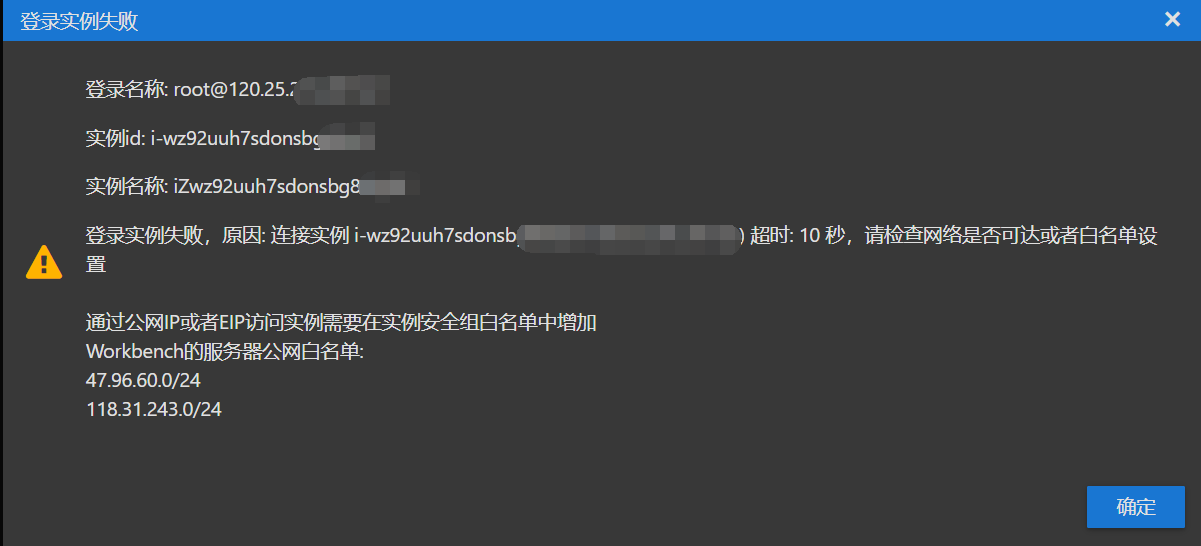 登录实例失败
登录名称: root@120.25.
实例id: i-wz92uuh7sdonsbg
实例名称: iZwz92uuh7sdonsbg8
登录实例失败，原因: 连接实例 i-wz92uuh7sdonsb ) 超时: 10 秒，请检查网络是否可达或者白名单设
置
通过公网IP或者EIP访问实例需要在实例安全组白名单中增加
Workbench的服务器公网白名单:
47.96.60.0/24
118.31.243.0/24
确定